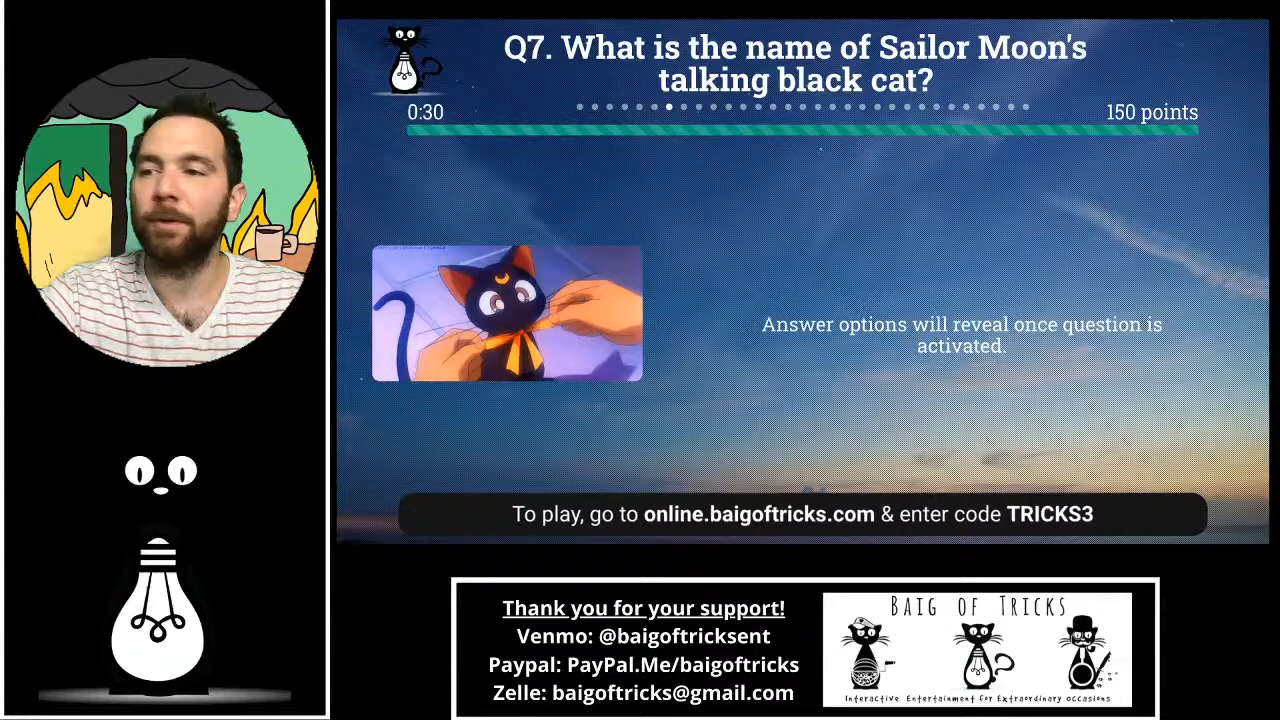 Q7. What is the name of Sailor Moon's
talking black cat?
0:30
150 points
Answer options will reveal once question is
activated.
To play, go to online.baigoftricks.com & enter code TRICKS3
Thank you for your support!
Venmo: @baigoftricksent
Paypal: PayPal.Me/baigoftricks
Zelle: baigoftricks@gmail.com
BAIG OF TRICKS
Interactive Entertainment for Extraordinary Occasions